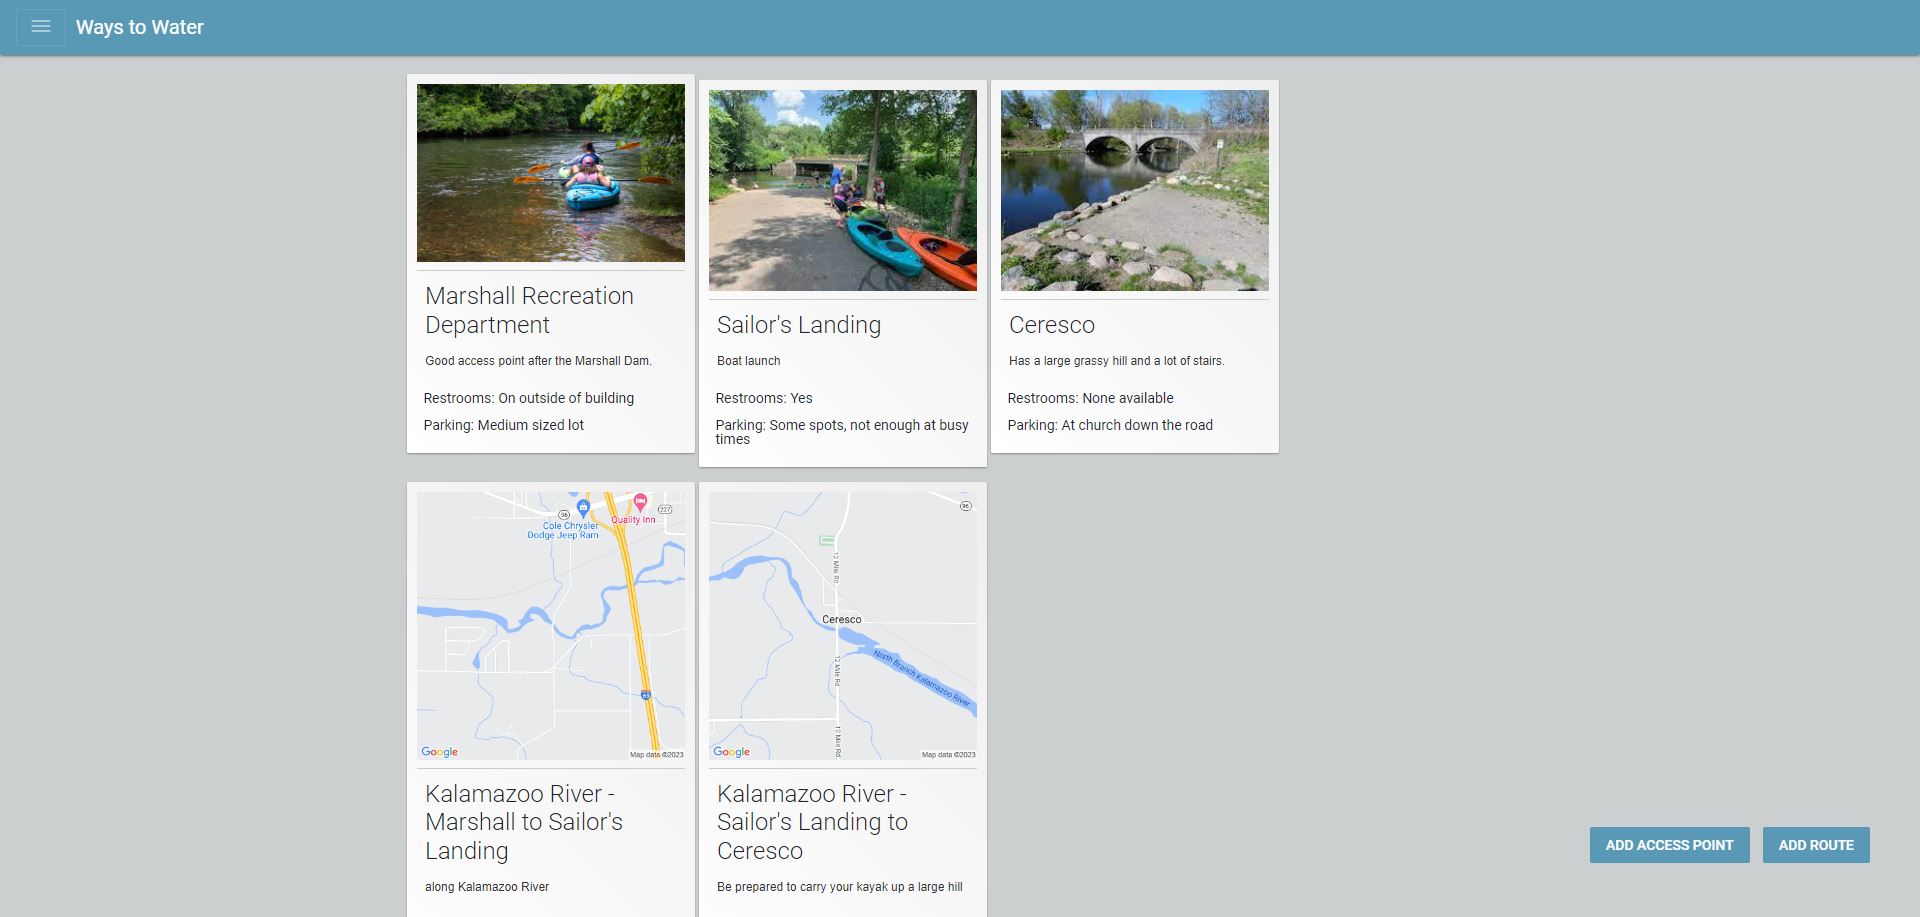 Ways to Water
Marshall Recreation
Department
Good access point after the Marshall Dam.
Restrooms: On outside of building
Parking: Medium sized lot
Sailor's Landing
Boat launch
Restrooms: Yes
Parking: Some spots, not enough at busy
times
Ceresco
Has a large grassy hill and a lot of stairs.
Restrooms: None available
Parking: At church down the road
96
227
Quality Inn
Cole Chrysler
Dodge Jeep Ram
69
Google
Map data ©2023
Kalamazoo River -
Marshall to Sailor's
Landing
along Kalamazoo River
96
12 Mile Rd
Ceresco
North Branch Kalamazoo River
12 Mile Rd
12 Mile Rd
Google
Map data ©2023
Kalamazoo River -
Sailor's Landing to
Ceresco
Be prepared to carry your kayak up a large hill
ADD ACCESS POINT
ADD ROUTE